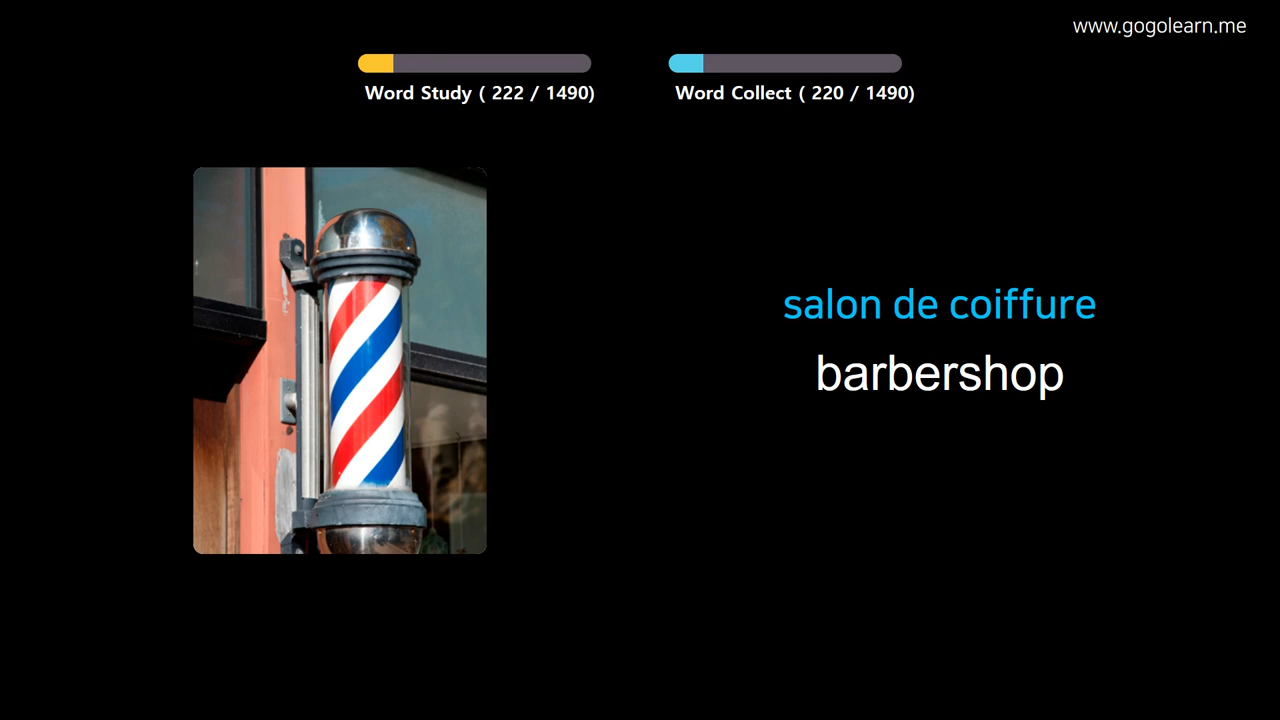 www.gogolearn.me
Word Study ( 222 / 1490)
Word Collect ( 220 / 1490)
salon de coiffure
barbershop